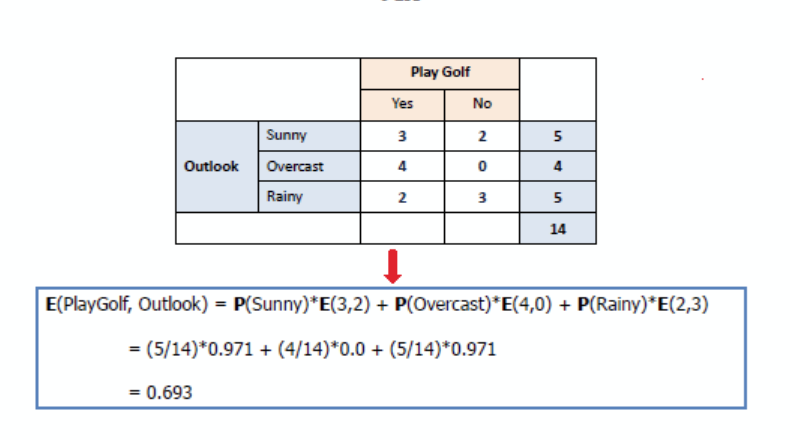 Play Golf
Yes No
Sunny 3 2 5
Outlook Overcast 4 0 4
Rainy 2 3 5
14
E(PlayGolf, Outlook) = P(Sunny)*E(3,2) + P(Overcast)*E(4,0) + P(Rainy)*E(2,3)
= (5/14)*0.971 + (4/14)*0.0 + (5/14)*0.971
= 0.693